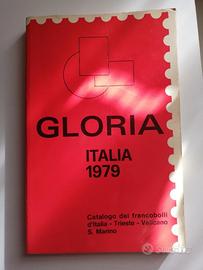 GLORIA
ITALIA
1979
Catalogo dei francobolli
d'Italia - Trieste - Vaticano
S. Marino